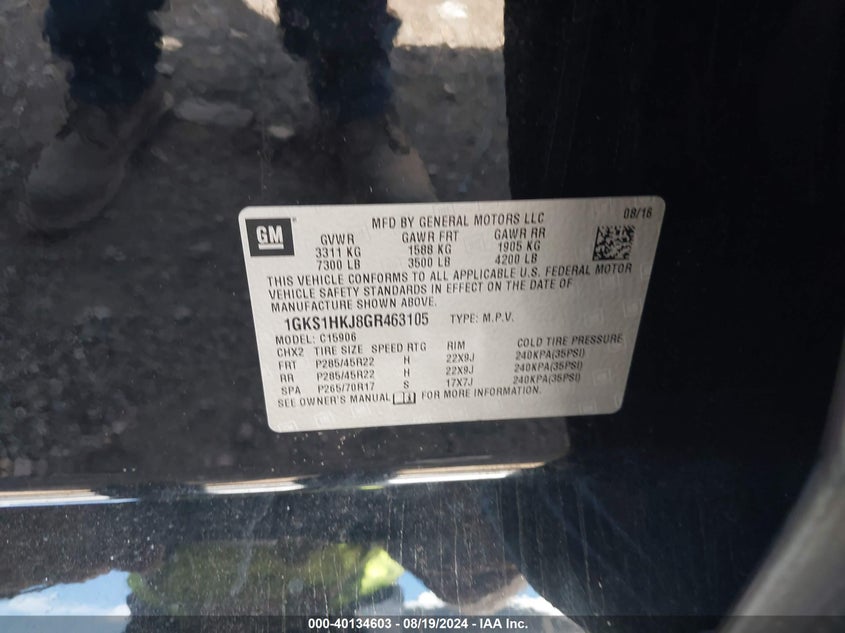 GM
MFD BY GENERAL MOTORS LLC 08/16
GVWR GAWR FRT GAWR RR
3311 KG 1588 KG 1905 KG
7300 LB 3500 LB 4200 LB
THIS VEHICLE CONFORMS TO ALL APPLICABLE U.S. FEDERAL MOTOR
VEHICLE SAFETY STANDARDS IN EFFECT ON THE DATE OF
MANUFACTURE SHOWN ABOVE.
1GKS1HKJ8GR463105 TYPE: M.P.V.
MODEL: C15906
CHX2 TIRE SIZE SPEED RTG RIM COLD TIRE PRESSURE
FRT P285/45R22 H 22X9J 240KPA(35PSI)
RR P285/45R22 H 22X9J 240KPA(35PSI)
SPA P265/70R17 S 17X7J 240KPA(35PSI)
SEE OWNER'S MANUAL FOR MORE INFORMATION.
000-40134603 - 08/19/2024 - IAA Inc.